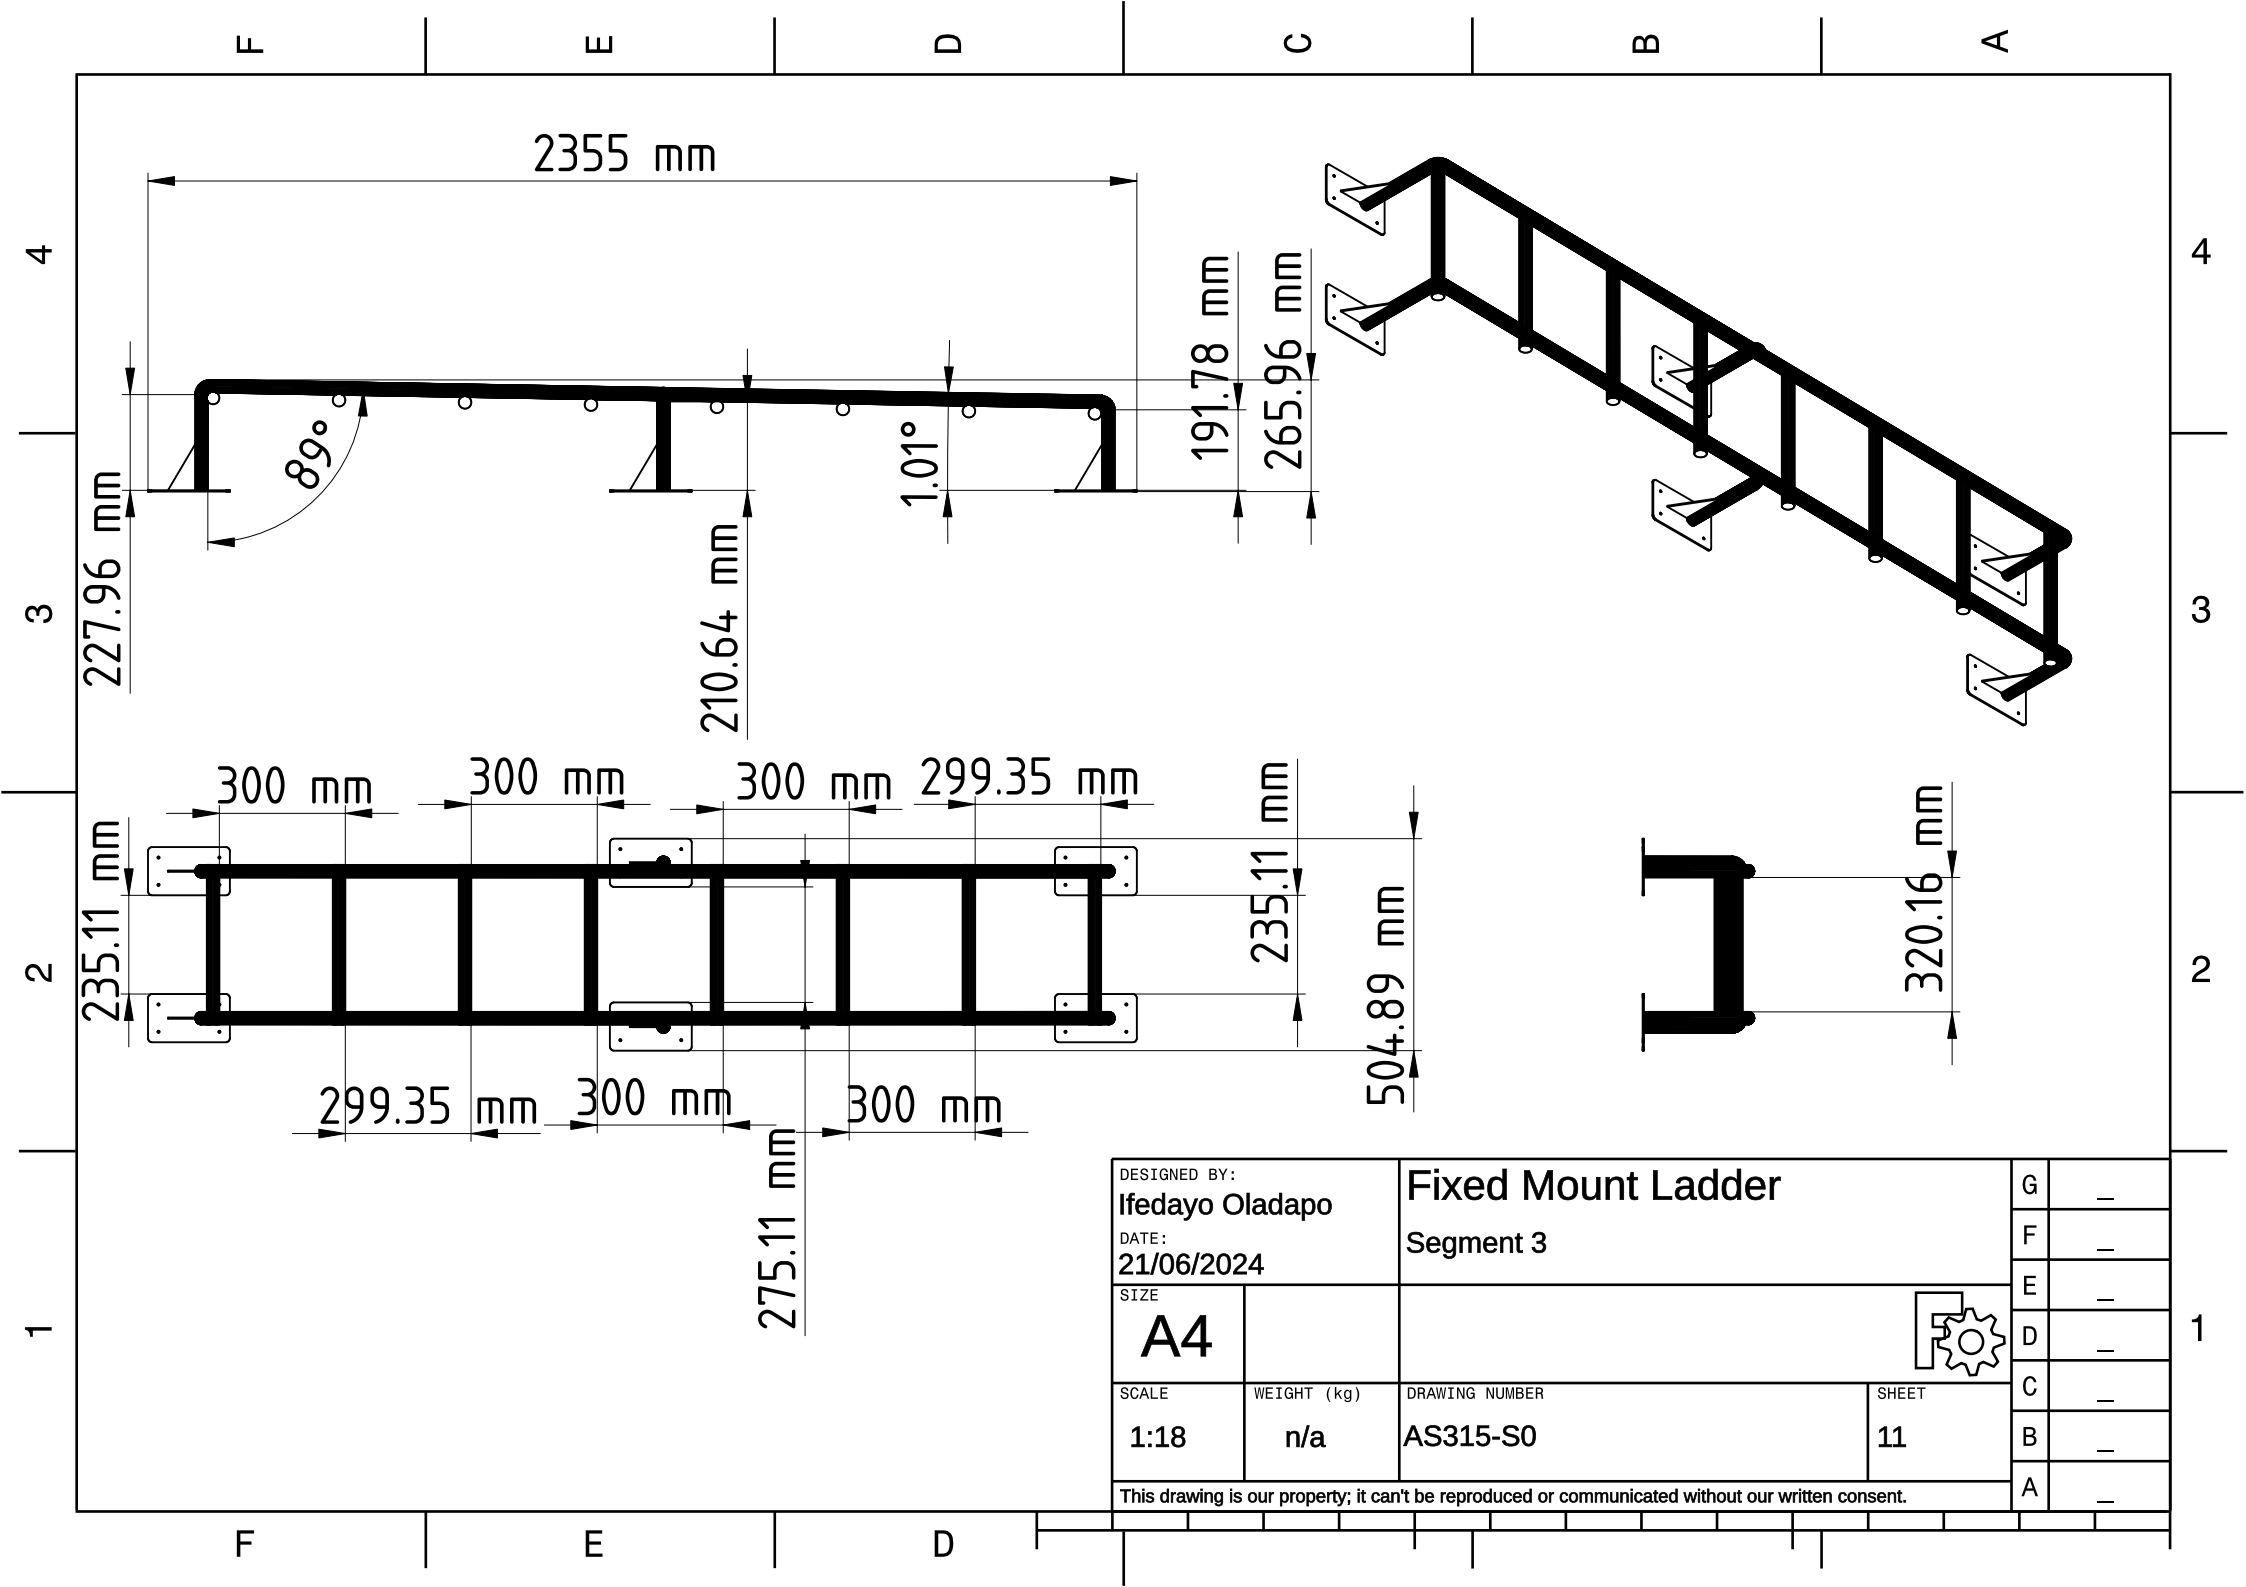 F E D C B A
2355 mm
4
4
227.96 mm
89°
210.64 mm
1.01°
191.78 mm
265.96 mm
3
3
300 mm
300 mm
300 mm
299.35 mm
235.11 mm
235.11 mm
504.89 mm
320.16 mm
2
2
299.35 mm
300 mm
300 mm
275.11 mm
1
1
DESIGNED BY:
Ifedayo Oladapo
DATE:
21/06/2024
Fixed Mount Ladder
Segment 3
SIZE
A4
SCALE
1:18
WEIGHT (kg)
n/a
DRAWING NUMBER
AS315-S0
SHEET
11
G _
F _
E _
D _
C _
B _
A _
This drawing is our property; it can't be reproduced or communicated without our written consent.
F E D